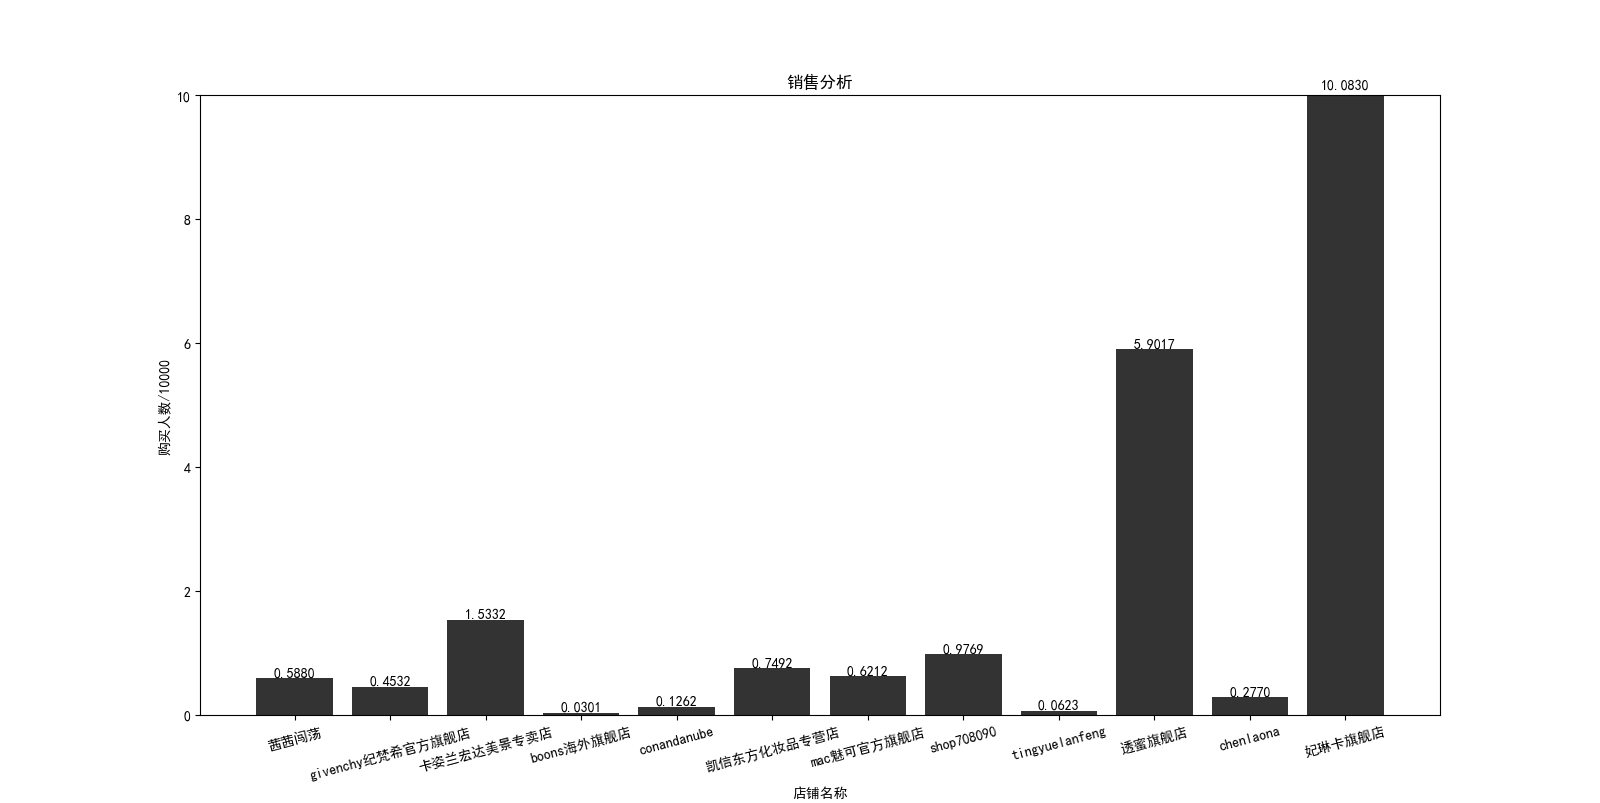 销售分析
购买人数/10000
10
8
6
4
2
0
0.5880
0.4532
1.5332
0.0301
0.1262
0.7492
0.6212
0.9769
0.0623
5.9017
0.2770
10.0830
茜茜闯荡
givenchy纪梵希官方旗舰店
卡姿兰宏达美景专卖店
boons海外旗舰店
conandanube
凯信东方化妆品专营店
mac魅可官方旗舰店
shop708090
tingyuelanfeng
透蜜旗舰店
chenlaona
妃琳卡旗舰店
店铺名称